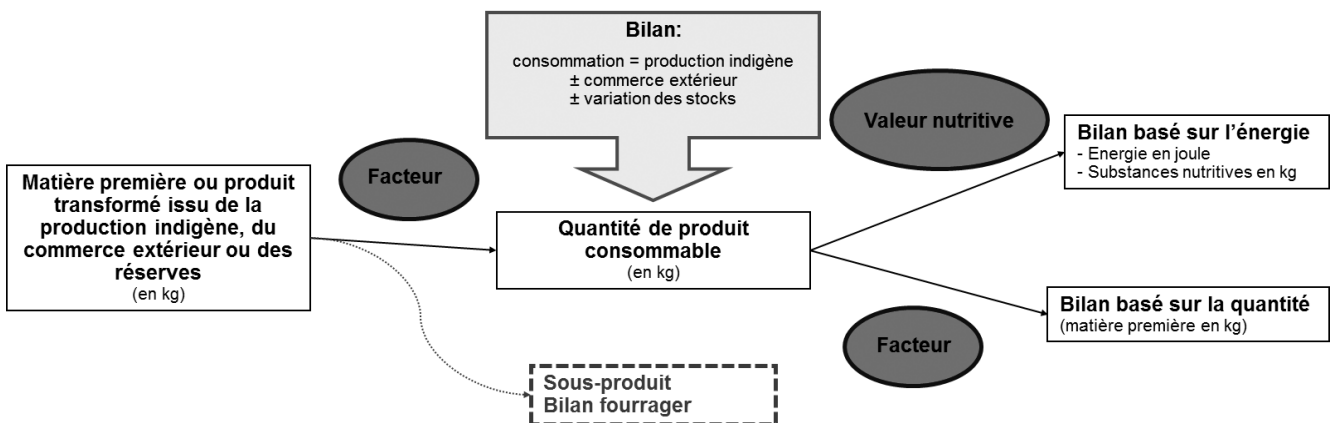 Bilan:
consommation = production indigène
± commerce extérieur
± variation des stocks
Valeur nutritive
Bilan basé sur l’énergie
- Energie en joule
- Substances nutritives en kg
Facteur
Matière première ou produit
transformé issu de la
production indigène, du
commerce extérieur ou des
réserves
(en kg)
Quantité de produit
consommable
(en kg)
Bilan basé sur la quantité
(matière première en kg)
Facteur
Sous-produit
Bilan fourrager